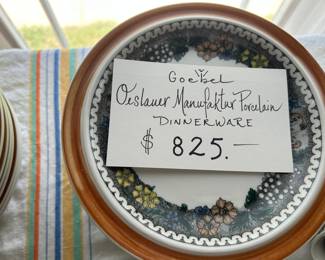 Goebel
Oeslauer Manufaktur Porcelain
DINNERWARE
$ 825.—